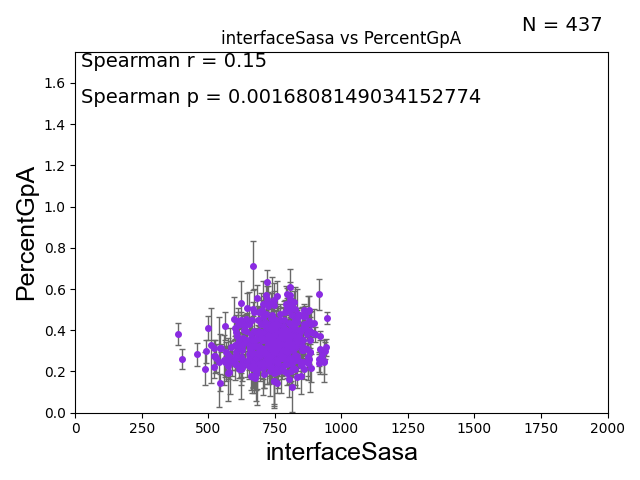 N = 437
interfaceSasa vs PercentGpA
Spearman r = 0.15
Spearman p = 0.0016808149034152774
PercentGpA
1.6
1.4
1.2
1.0
0.8
0.6
0.4
0.2
0.0
0 250 500 750 1000 1250 1500 1750 2000
interfaceSasa